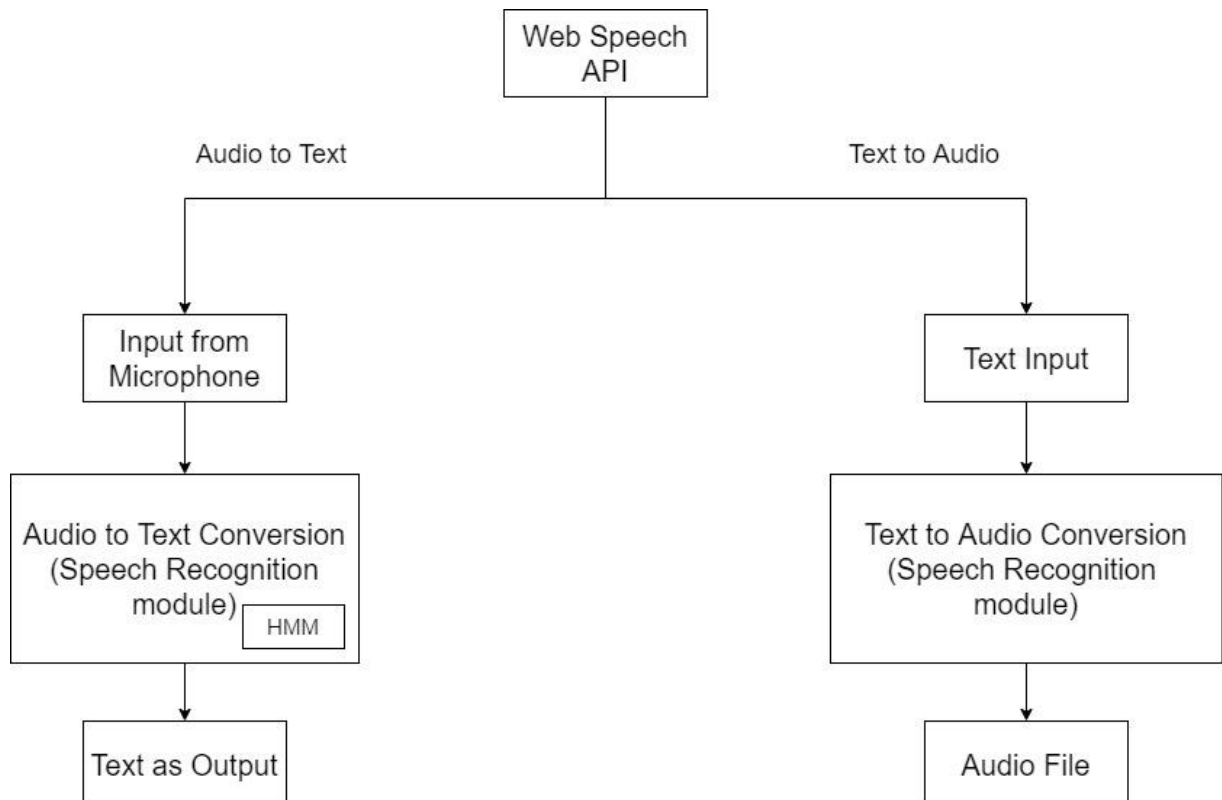 Web Speech
API
Audio to Text
Text to Audio
Input from
Microphone
Text Input
Audio to Text Conversion
(Speech Recognition
module)
HMM
Text to Audio Conversion
(Speech Recognition
module)
Text as Output
Audio File